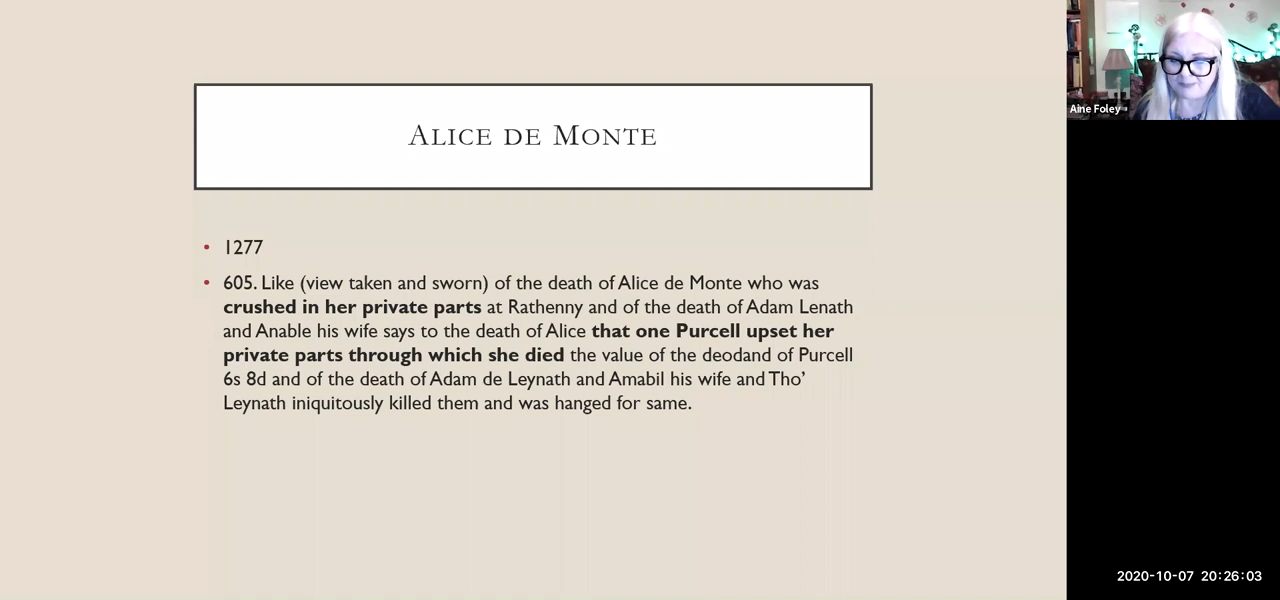 ALICE DE MONTE
• 1277
• 605. Like (view taken and sworn) of the death of Alice de Monte who was
crushed in her private parts at Rathenny and of the death of Adam Lenath
and Anable his wife says to the death of Alice that one Purcell upset her
private parts through which she died the value of the deodand of Purcell
6s 8d and of the death of Adam de Leynath and Amabil his wife and Tho’
Leynath iniquitously killed them and was hanged for same.
Aine Foley
2020-10-07 20:26:03